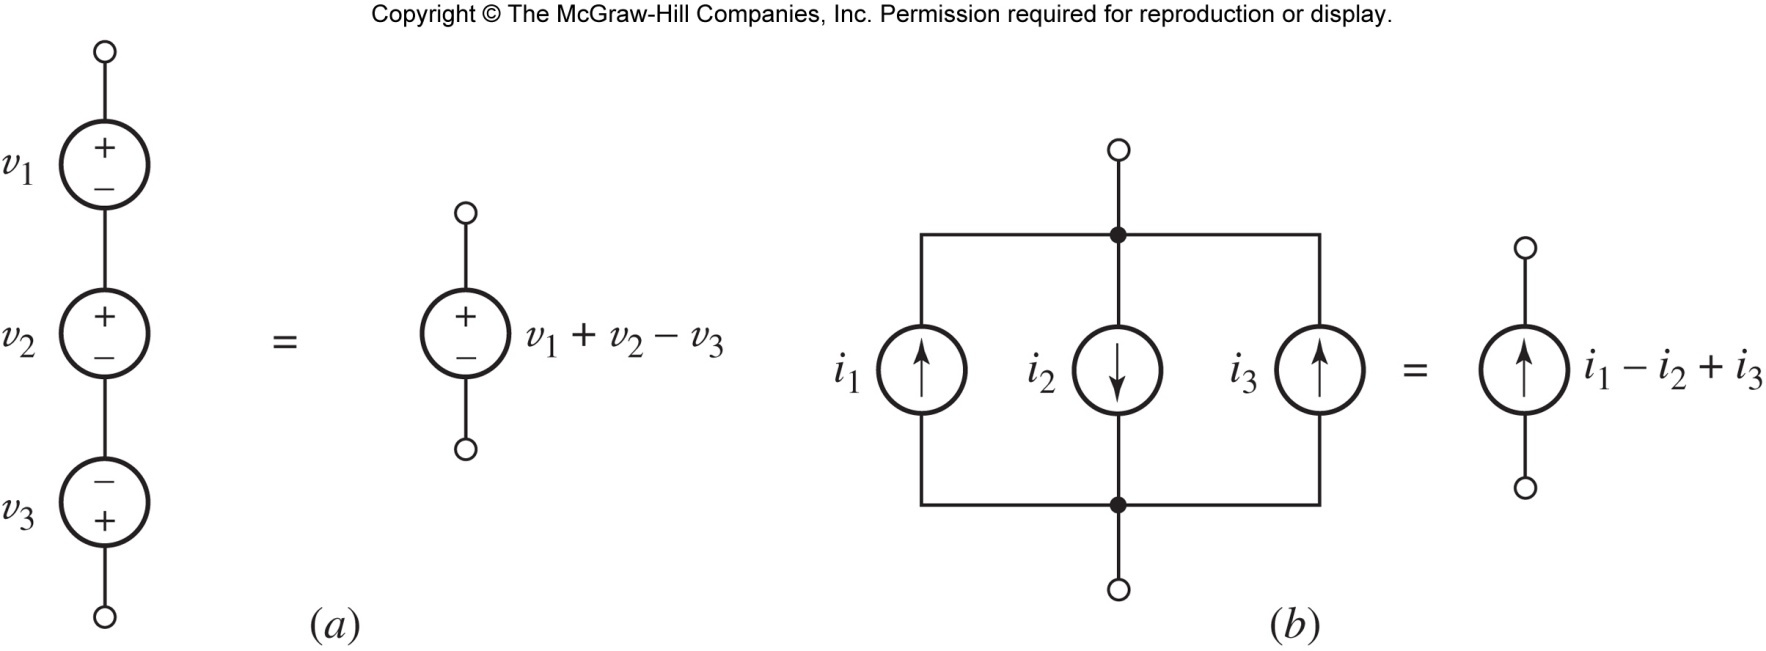 Copyright © The McGraw-Hill Companies, Inc. Permission required for reproduction or display.
v₁
+
–
v₂
+
–
v₃
–
+
=
+
–
v₁ + v₂ – v₃
(a)
i₁
i₂
i₃
=
i₁ – i₂ + i₃
(b)